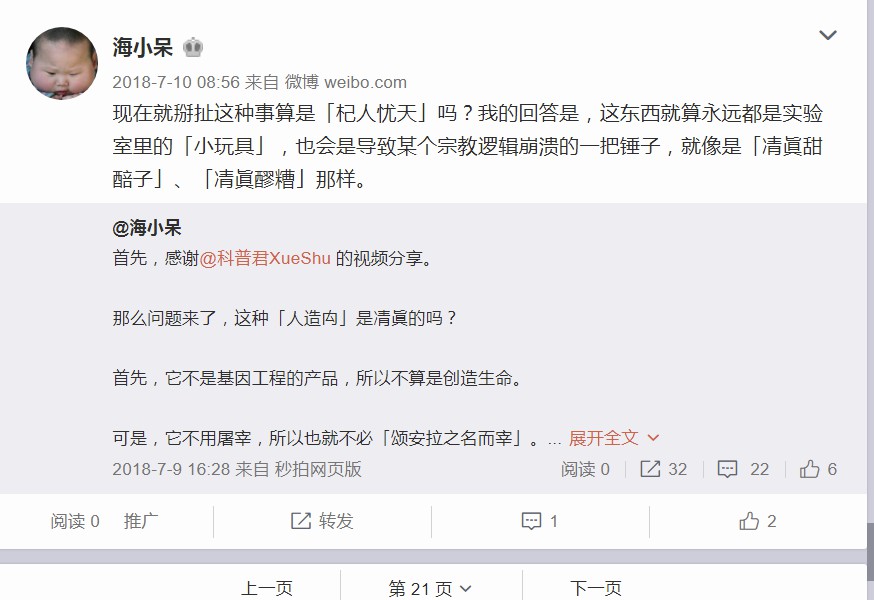 海小呆
2018-7-10 08:56 来自 微博 weibo.com
现在就掰扯这种事算是「杞人忧天」吗？我的回答是，这东西就算永远都是实验
室里的「小玩具」，也会是导致某个宗教逻辑崩溃的一把锤子，就像是「凊眞甜
醅子」、「凊眞醪糟」那样。
@海小呆
首先，感谢@科普君XueShu 的视频分享。
那么问题来了，这种「人造禸」是凊眞的吗？
首先，它不是基因工程的产品，所以不算是创造生命。
可是，它不用屠宰，所以也就不必「颂安拉之名而宰」。... 展开全文
2018-7-9 16:28 来自 秒拍网页版 阅读 0 32 22 6
阅读 0 推广 转发 1 2
上一页 第 21 页 下一页